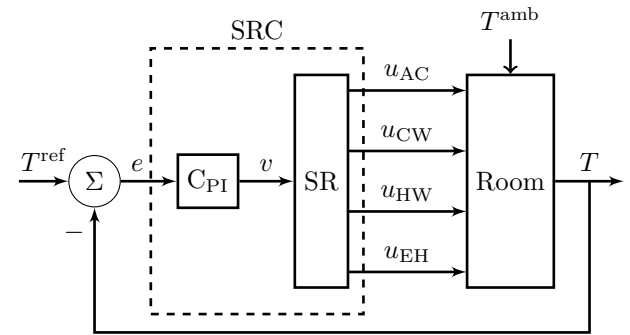 T^amb
SRC
u_AC
T^ref
e
v
u_CW
T
Σ
C_PI
SR
Room
u_HW
−
u_EH